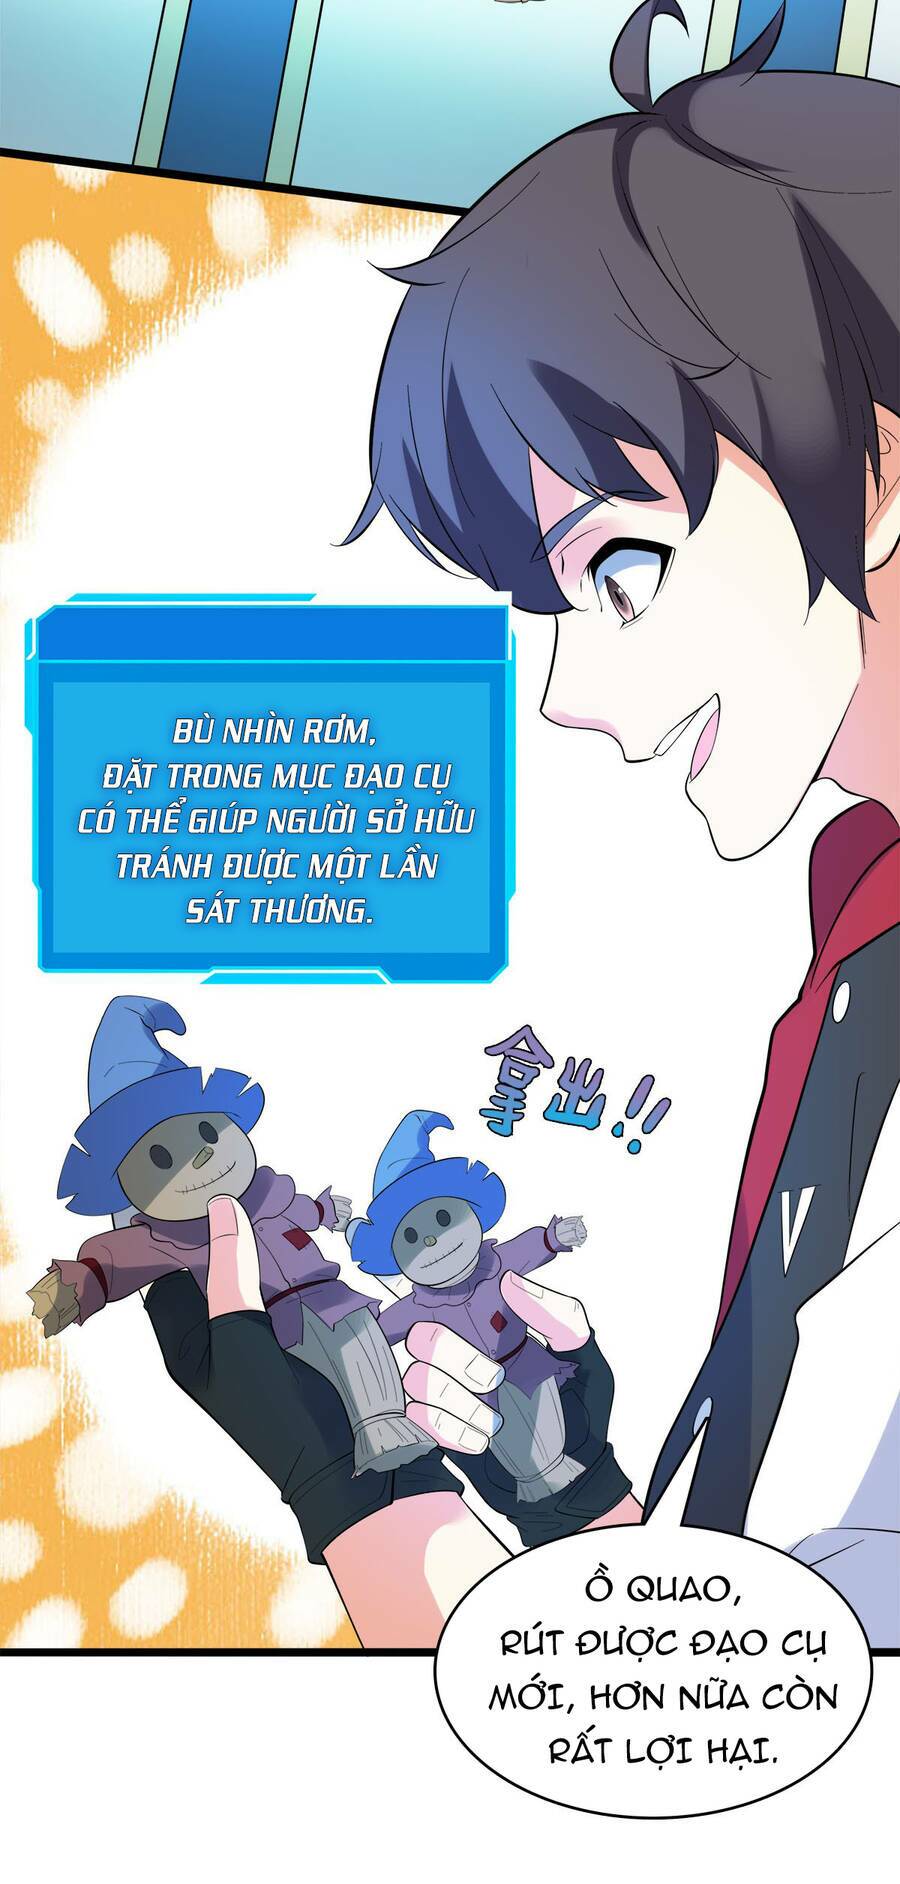 BÙ NHÌN RƠM,
ĐẶT TRONG MỤC ĐẠO CỤ
CÓ THỂ GIÚP NGƯỜI SỞ HỮU
TRÁNH ĐƯỢC MỘT LẦN
SÁT THƯƠNG.
拿出!!
Ồ QUAO,
RÚT ĐƯỢC ĐẠO CỤ
MỚI, HƠN NỮA CÒN
RẤT LỢI HẠI.